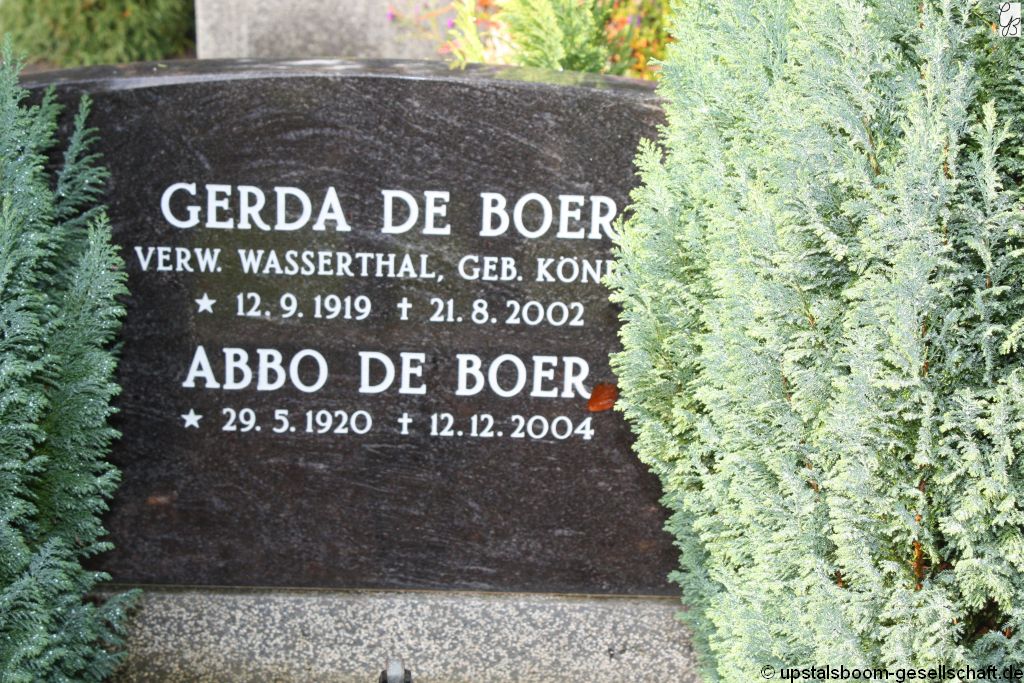 GERDA DE BOER
VERW. WASSERTHAL, GEB.
★ 12. 9. 1919 † 21. 8. 2002
ABBO DE BOER
★ 29. 5. 1920 † 12. 12. 2004
© upstalsboom-gesellschaft.de